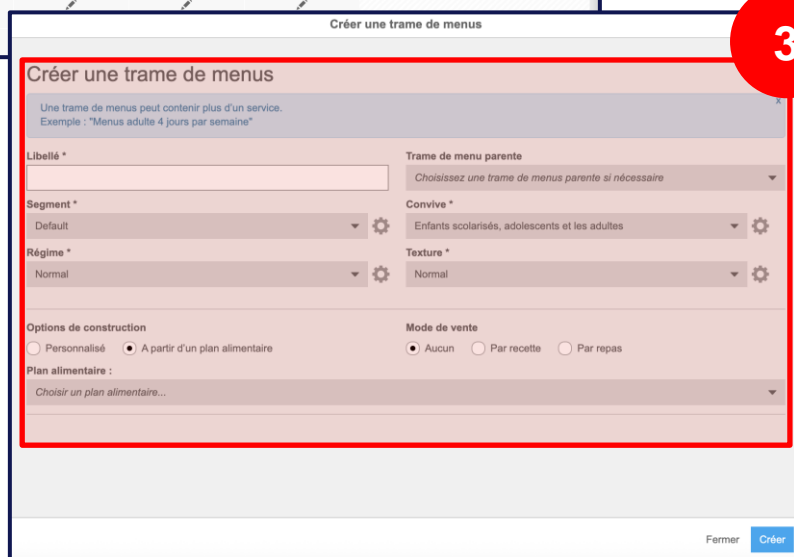 Créer une trame de menus
3
Créer une trame de menus
x
Une trame de menus peut contenir plus d'un service.
Exemple : "Menus adulte 4 jours par semaine"
Libellé * Trame de menu parente
Choisissez une trame de menus parente si nécessaire
Segment * Convive *
Default Enfants scolarisés, adolescents et les adultes
Régime * Texture *
Normal Normal
Options de construction Mode de vente
Personnalisé A partir d'un plan alimentaire Aucun Par recette Par repas
Plan alimentaire :
Choisir un plan alimentaire...
Fermer Créer